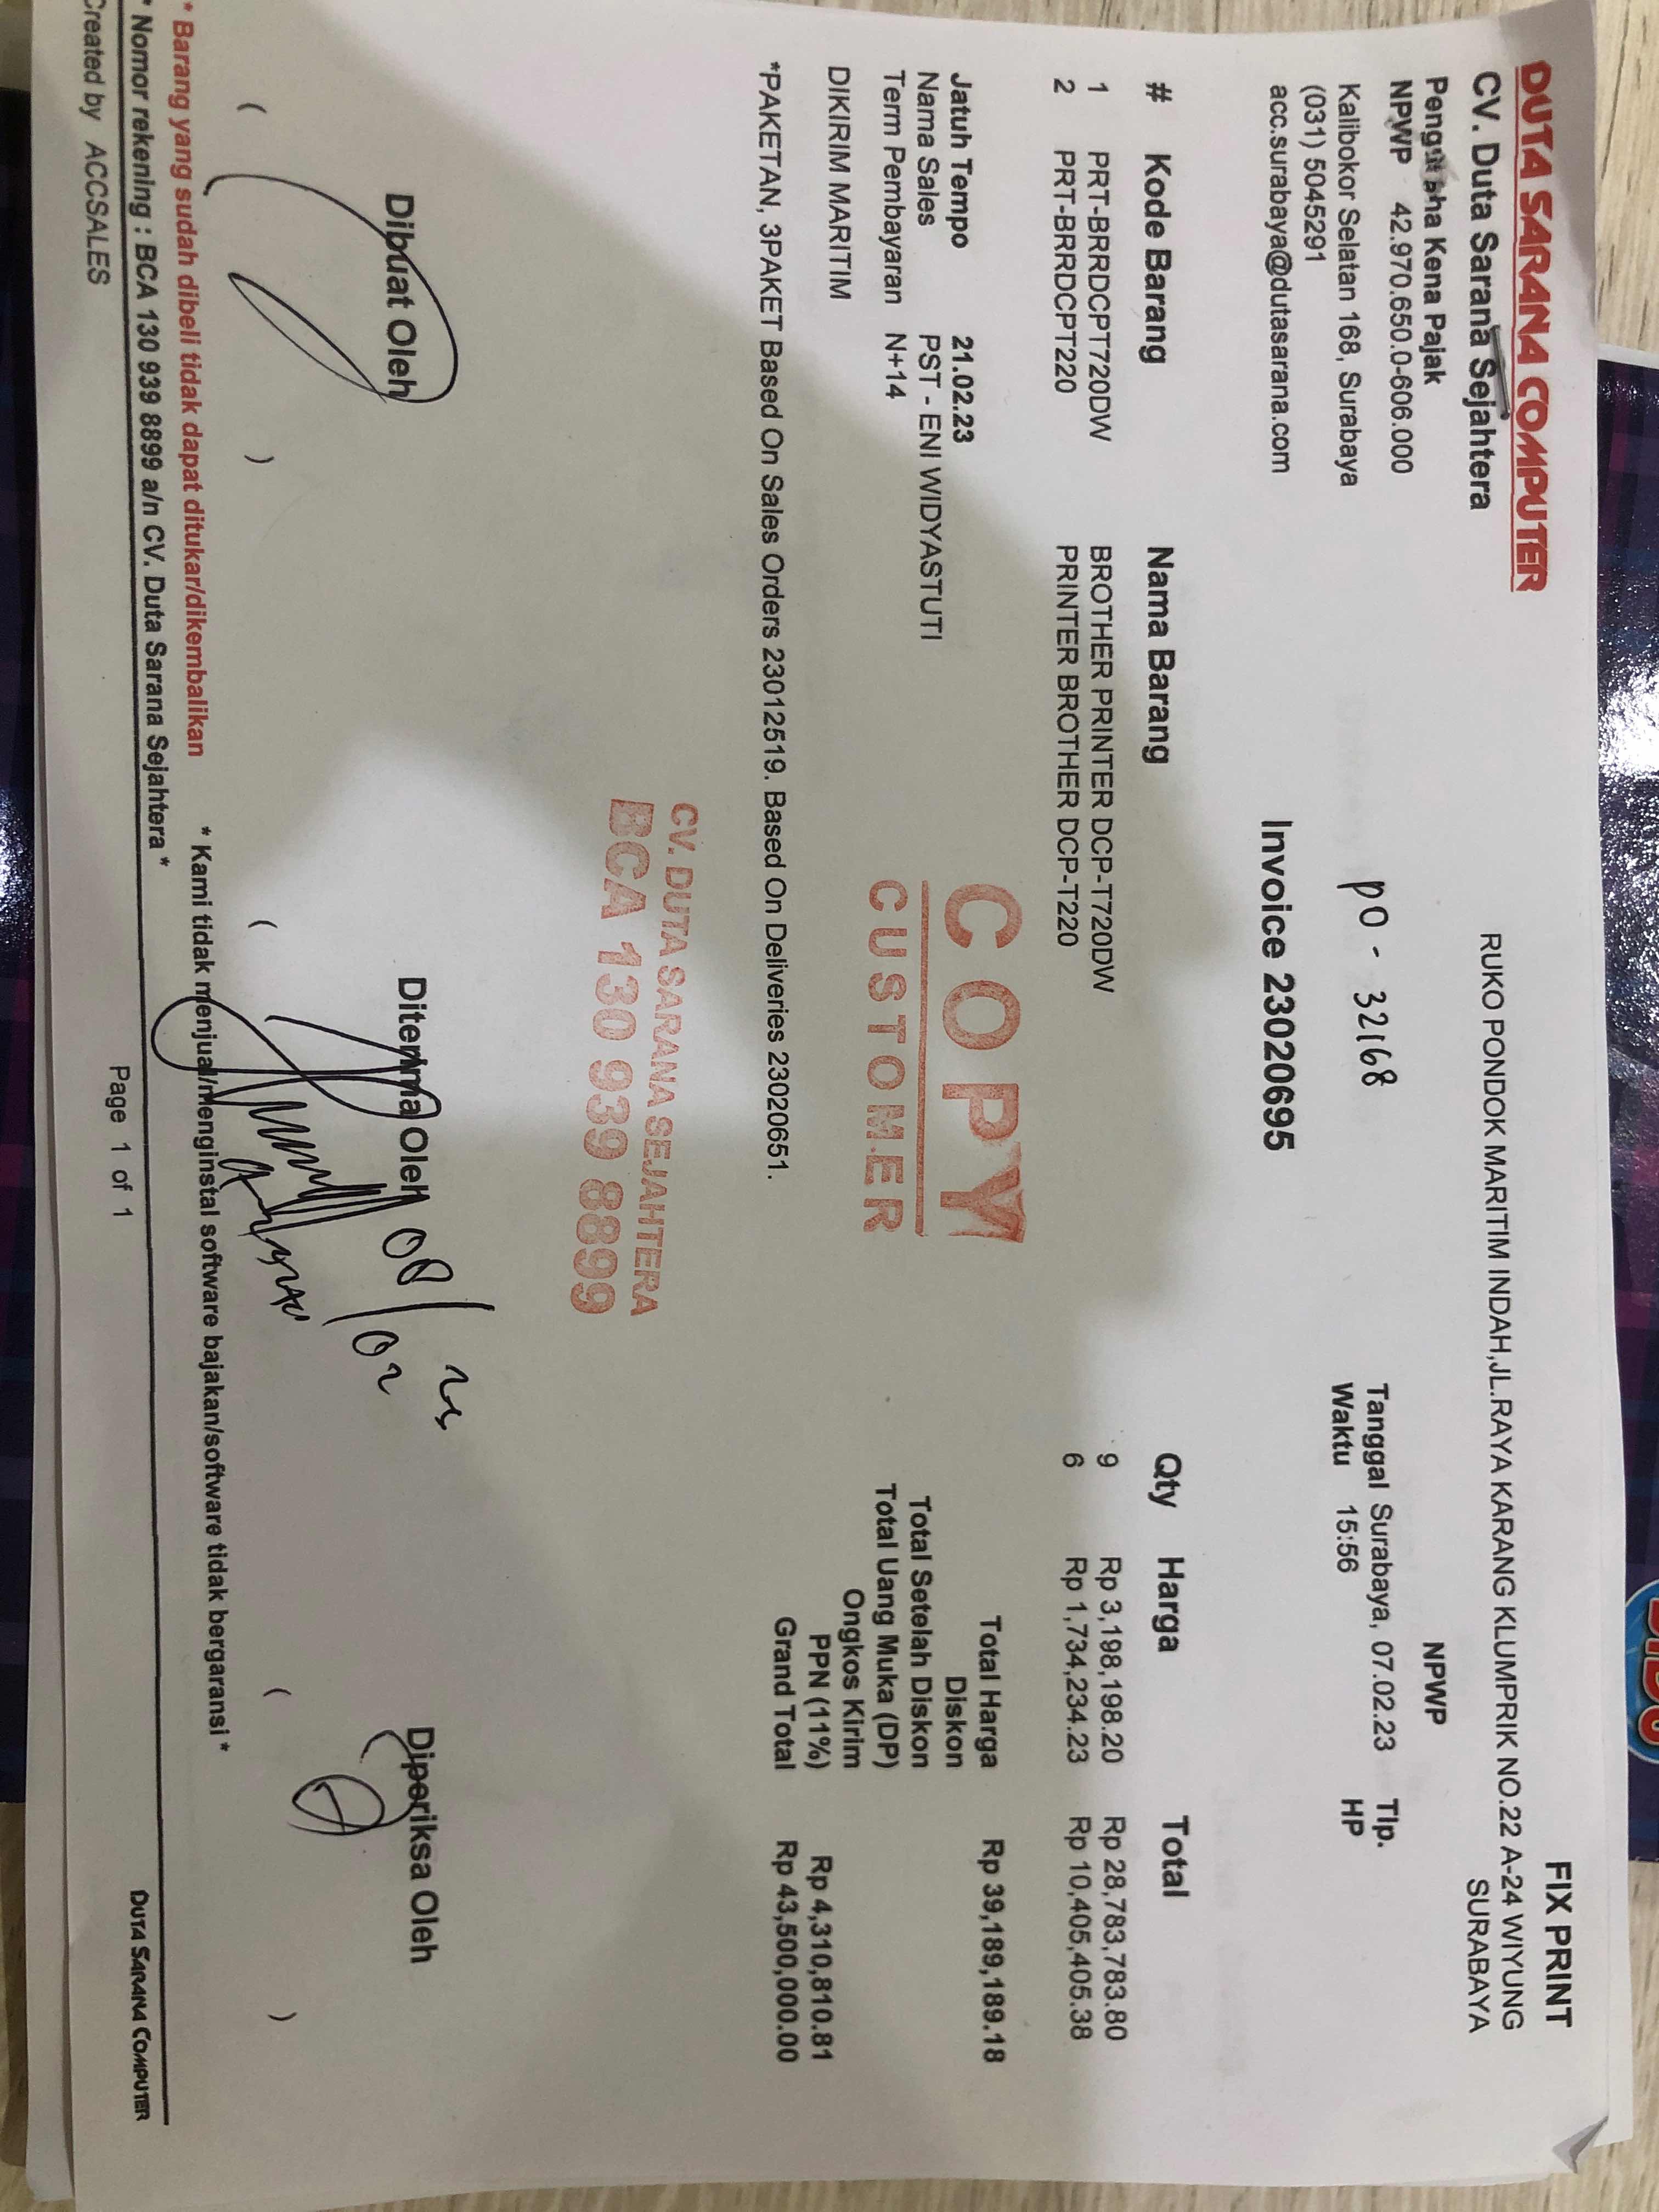 DUTA SARANA COMPUTER
CV. Duta Sarana Sejahtera
Pengusaha Kena Pajak
NPWP 42.970.650.0-606.000
Kalibokor Selatan 168, Surabaya
(031) 5045291
acc.surabaya@dutasarana.com
FIX PRINT
RUKO PONDOK MARITIM INDAH,JL.RAYA KARANG KLUMPRIK NO.22 A-24 WIYUNG
SURABAYA
NPWP
Tanggal Surabaya, 07.02.23 Tlp.
Waktu 15:56 HP
PO - 32168
Invoice 23020695
# Kode Barang Nama Barang Qty Harga Total
1 PRT-BRRDCPT720DW BROTHER PRINTER DCP-T720DW 9 Rp 3,198,198.20 Rp 28,783,783.80
2 PRT-BRRDCPT220 PRINTER BROTHER DCP-T220 6 Rp 1,734,234.23 Rp 10,405,405.38
Jatuh Tempo 21.02.23
Nama Sales PST - ENI WIDYASTUTI
Term Pembayaran N+14
DIKIRIM MARITIM
COPY
CUSTOMER
Total Harga Rp 39,189,189.18
Diskon
Total Setelah Diskon
Total Uang Muka (DP)
Ongkos Kirim
PPN (11%) Rp 4,310,810.81
Grand Total Rp 43,500,000.00
*PAKETAN, 3PAKET Based On Sales Orders 23012519. Based On Deliveries 23020651.
CV. DUTA SARANA SEJAHTERA
BCA 130 939 8899
Dibuat Oleh Diterima Oleh Diperiksa Oleh
08/02 23
( ) ( ( )
* Barang yang sudah dibeli tidak dapat ditukar/dikembalikan * Kami tidak menjual/menginstal software bajakan/software tidak bergaransi*
* Nomor rekening : BCA 130 939 8899 a/n CV. Duta Sarana Sejahtera *
Created by ACCSALES Page 1 of 1 DUTA SARANA COMPUTER